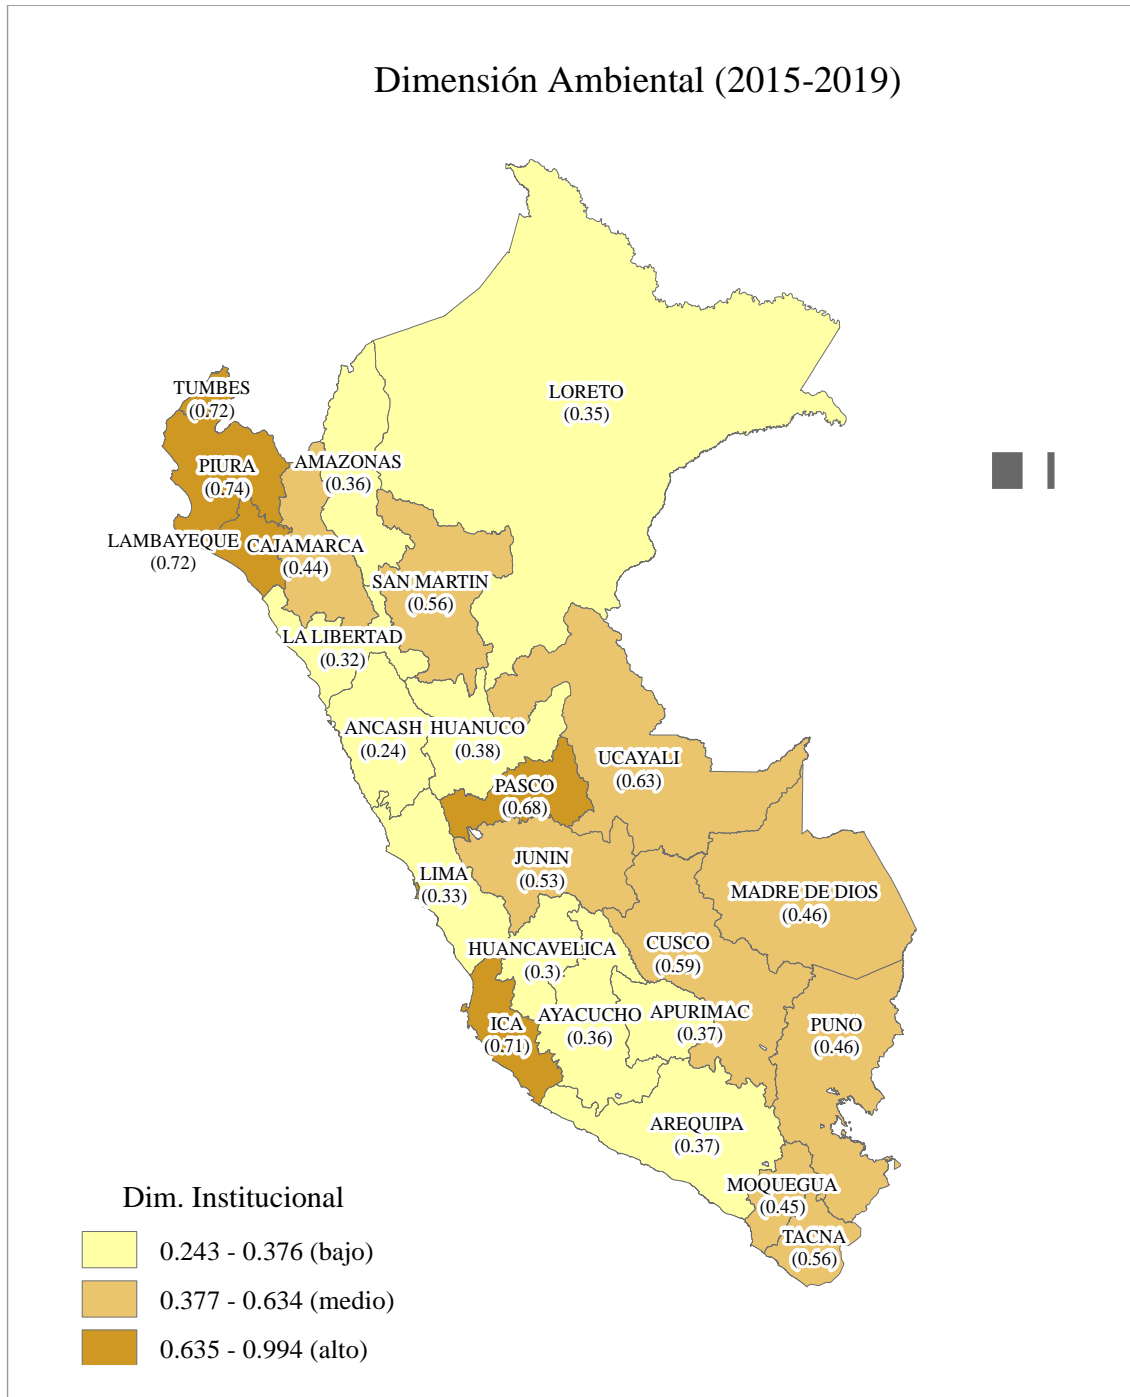 Dimensión Ambiental (2015-2019)
TUMBES
(0.72)
LORETO
(0.35)
PIURA
(0.74)
AMAZONAS
(0.36)
LAMBAYEQUE
(0.72)
CAJAMARCA
(0.44)
SAN MARTIN
(0.56)
LA LIBERTAD
(0.32)
ANCASH
(0.24)
HUANUCO
(0.38)
UCAYALI
(0.63)
PASCO
(0.68)
JUNIN
(0.53)
LIMA
(0.33)
MADRE DE DIOS
(0.46)
HUANCAVELICA
(0.3)
CUSCO
(0.59)
ICA
(0.71)
AYACUCHO
(0.36)
APURIMAC
(0.37)
PUNO
(0.46)
AREQUIPA
(0.37)
MOQUEGUA
(0.45)
TACNA
(0.56)
Dim. Institucional
0.243 - 0.376 (bajo)
0.377 - 0.634 (medio)
0.635 - 0.994 (alto)